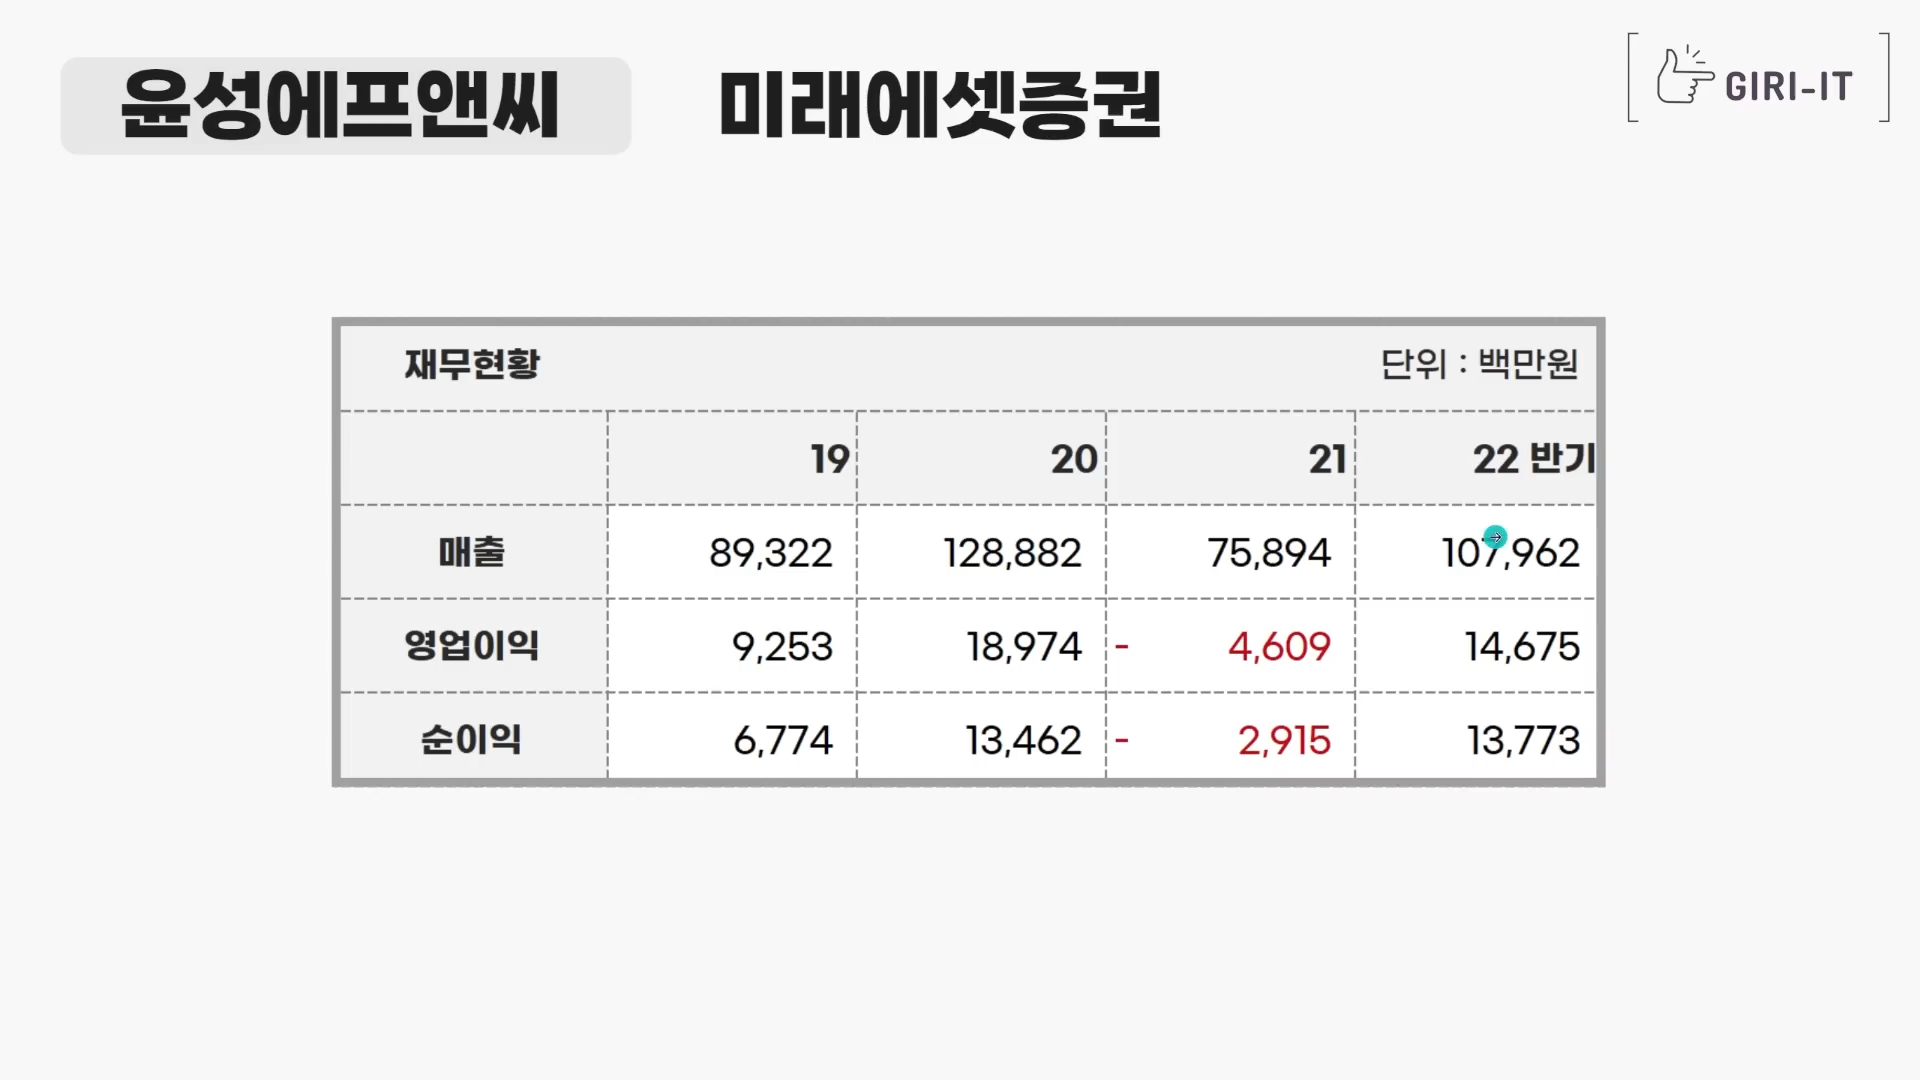 윤성에프앤씨 미래에셋증권
GIRI-IT
재무현황 단위 : 백만원
19 20 21 22 반기
매출 89,322 128,882 75,894 107,962
영업이익 9,253 18,974 - 4,609 14,675
순이익 6,774 13,462 - 2,915 13,773